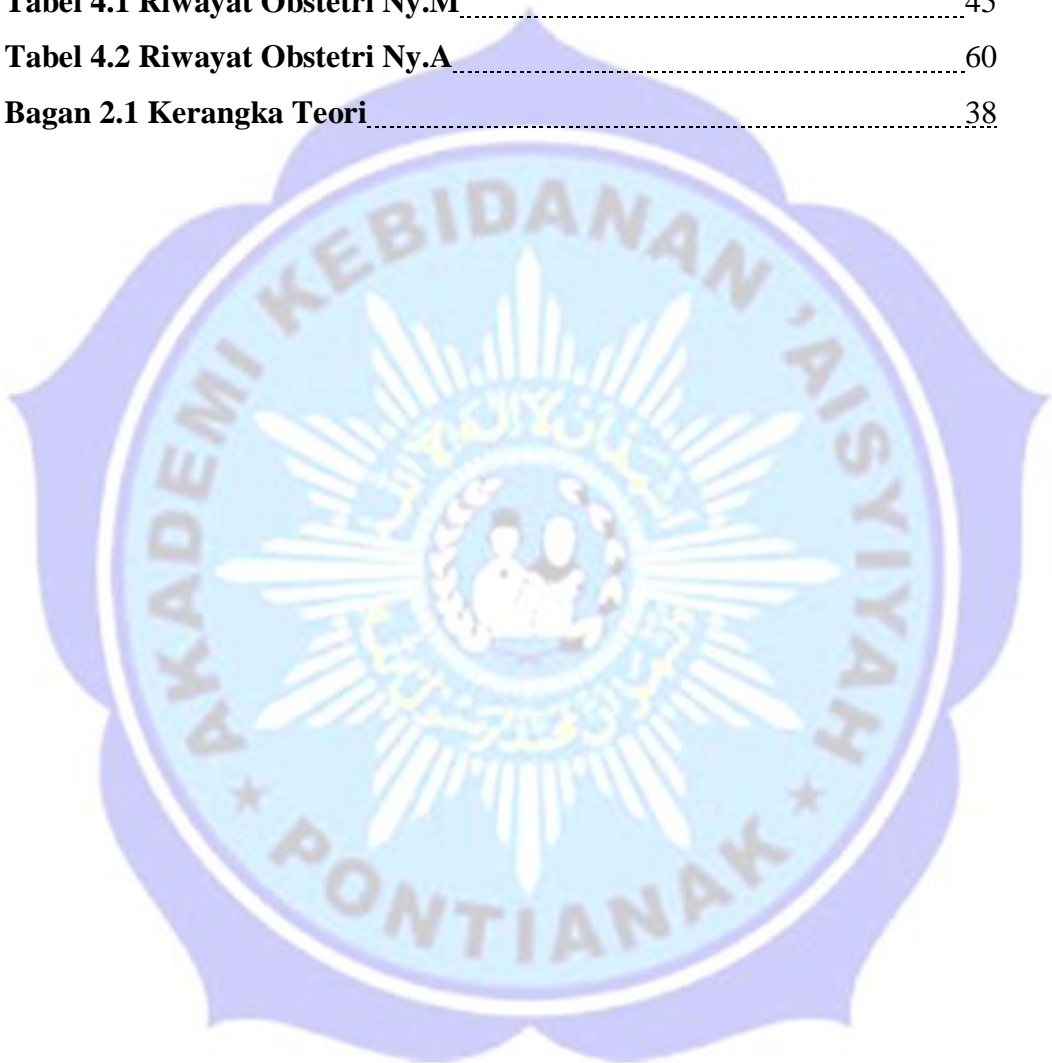 Tabel 4.1 Riwayat Obstetri Ny.M 45
Tabel 4.2 Riwayat Obstetri Ny.A 60
Bagan 2.1 Kerangka Teori 38
AKADEMI KEBIDANAN 'AISYIYAH
PONTIANAK